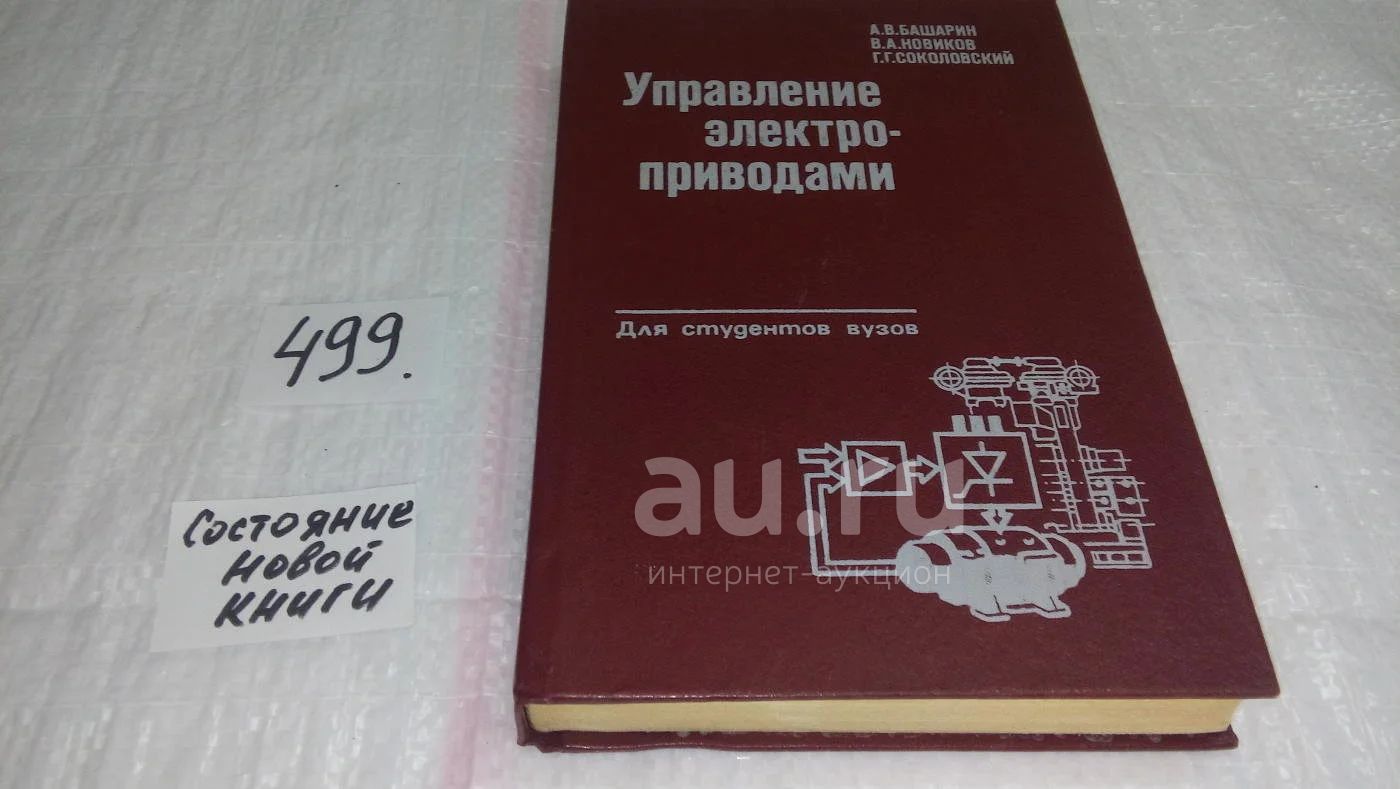 А.В.БАШАРИН
В.А.НОВИКОВ
Г.Г.СОКОЛОВСКИЙ
Управление
электро-
приводами
Для студентов вузов
499.
Состояние
новой
книги
au.ru
интернет-аукцион